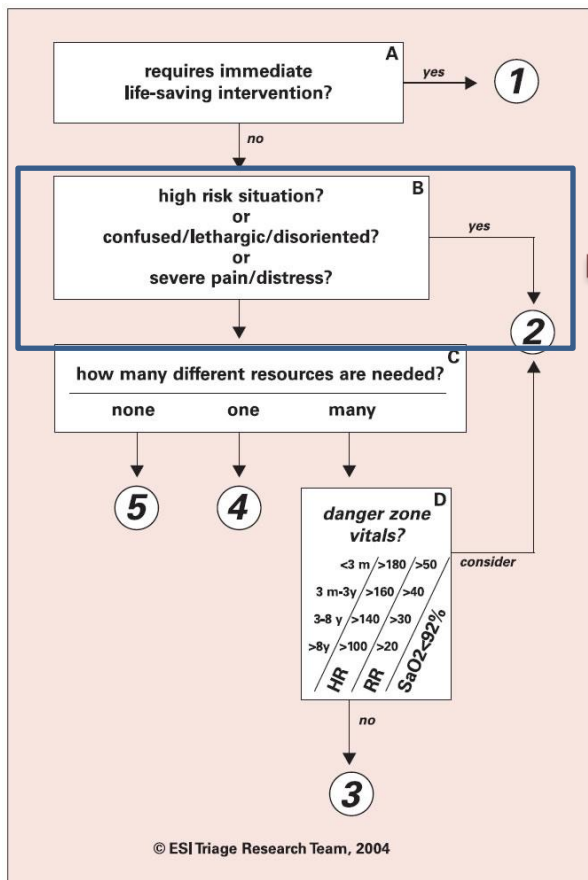 A
requires immediate
life-saving intervention?
yes
1
no
B
high risk situation?
or
confused/lethargic/disoriented?
or
severe pain/distress?
yes
2
C
how many different resources are needed?
none one many
5 4
D
danger zone
vitals?
consider
<3 m >180 >50
3 m-3y >160 >40
3-8 y >140 >30
>8y >100 >20
HR RR SaO2<92%
no
3
© ESI Triage Research Team, 2004